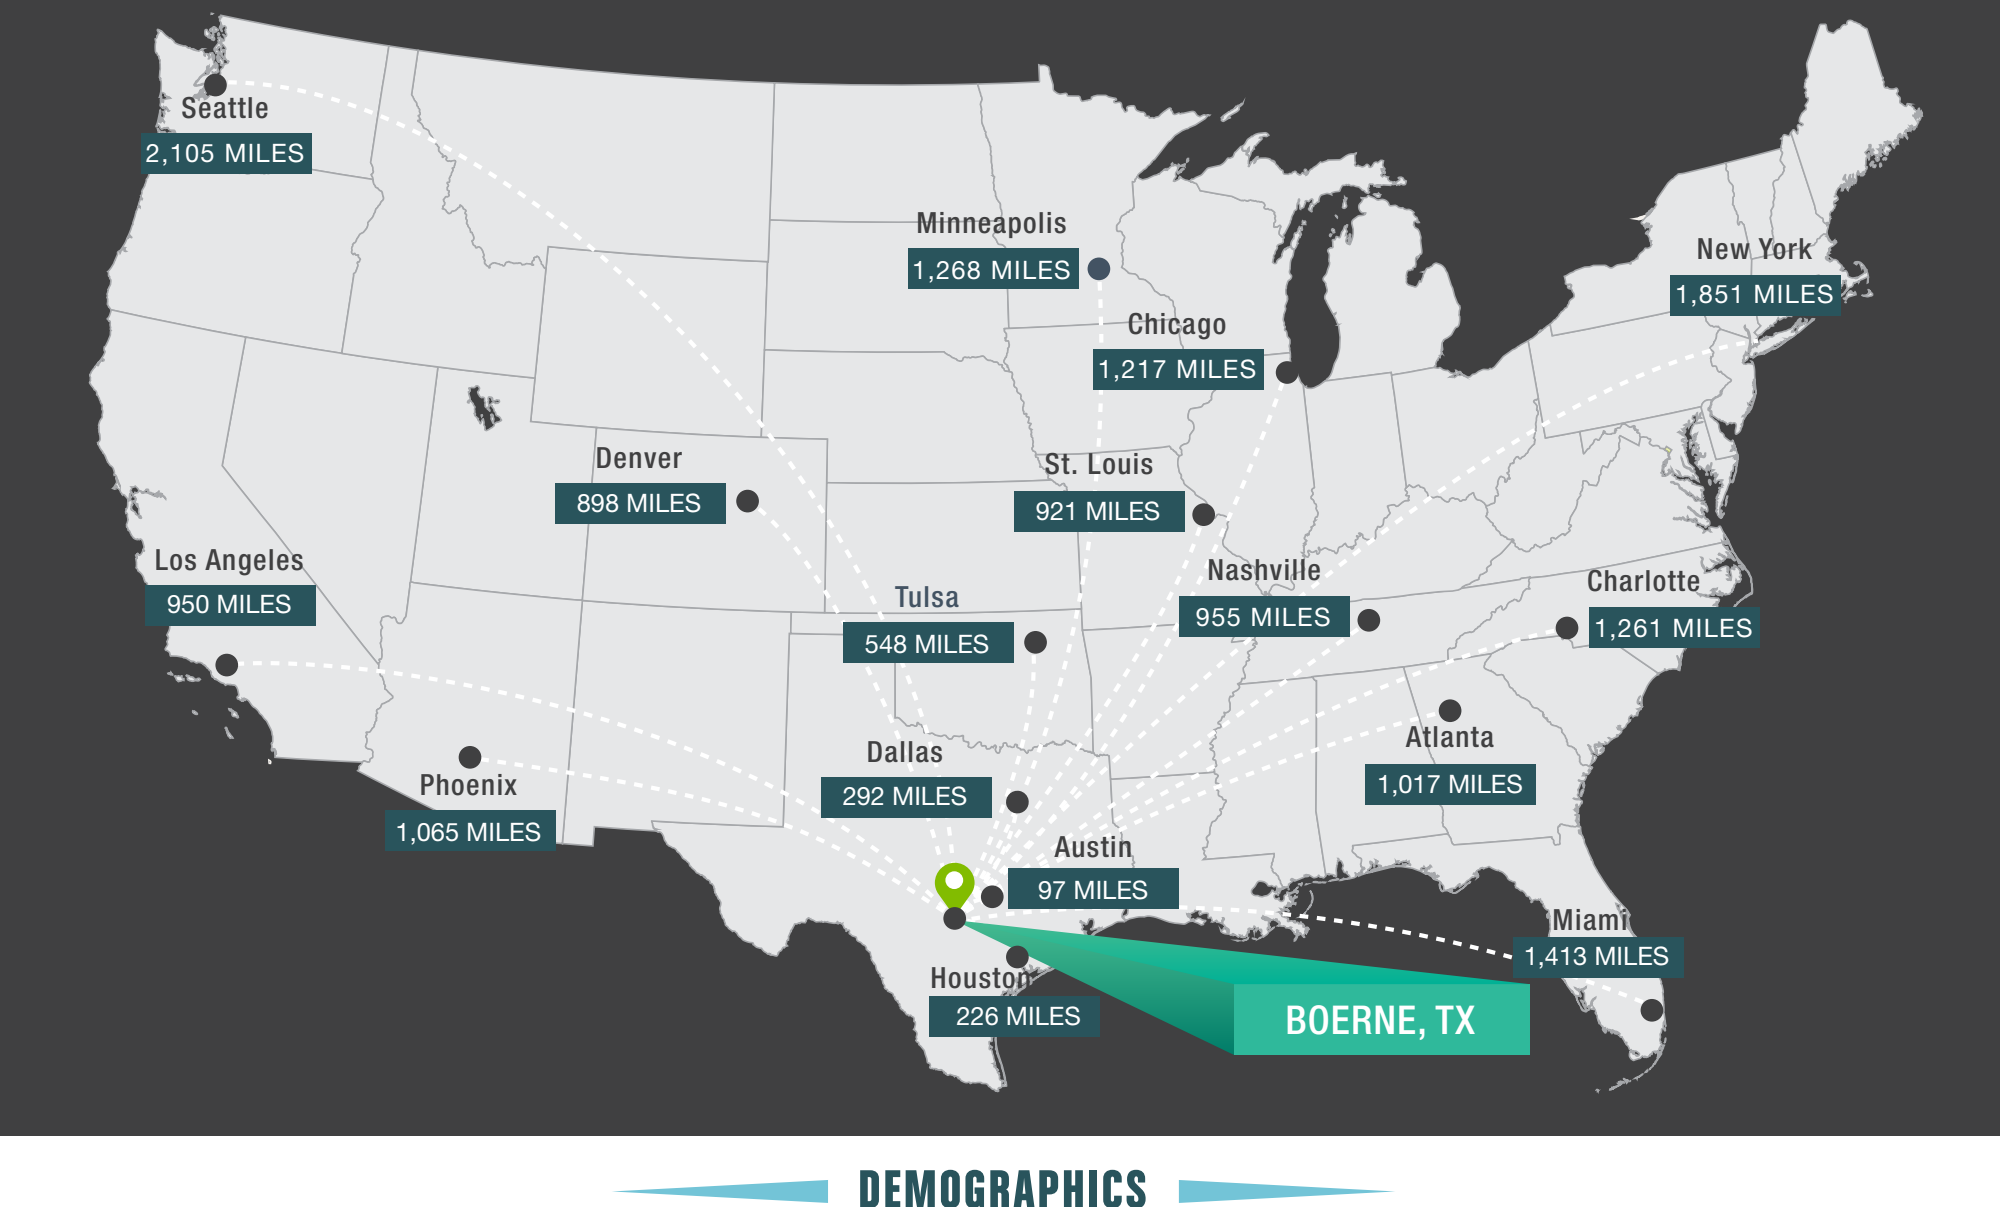 Seattle
2,105 MILES
Minneapolis
1,268 MILES
New York
1,851 MILES
Chicago
1,217 MILES
Denver
898 MILES
St. Louis
921 MILES
Los Angeles
950 MILES
Tulsa
548 MILES
Nashville
955 MILES
Charlotte
1,261 MILES
Phoenix
1,065 MILES
Dallas
292 MILES
Atlanta
1,017 MILES
Austin
97 MILES
Miami
1,413 MILES
Houston
226 MILES
BOERNE, TX
DEMOGRAPHICS